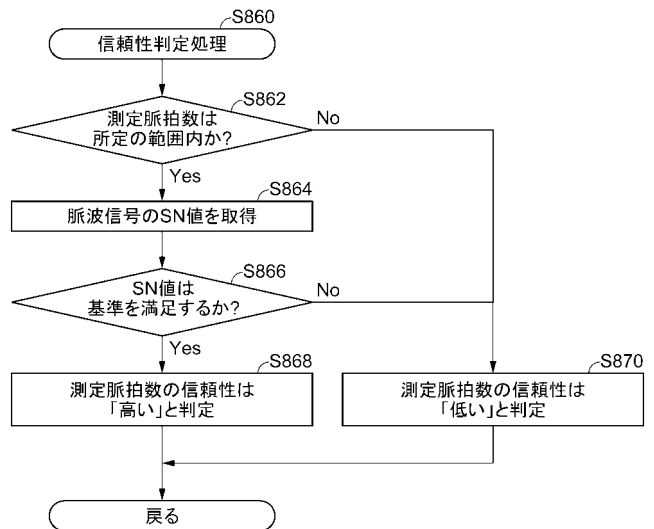 S860
信頼性判定処理
S862
測定脈拍数は
所定の範囲内か?
No
Yes
S864
脈波信号のSN値を取得
S866
SN値は
基準を満足するか?
No
Yes
S868
測定脈拍数の信頼性は
「高い」と判定
S870
測定脈拍数の信頼性は
「低い」と判定
戻る